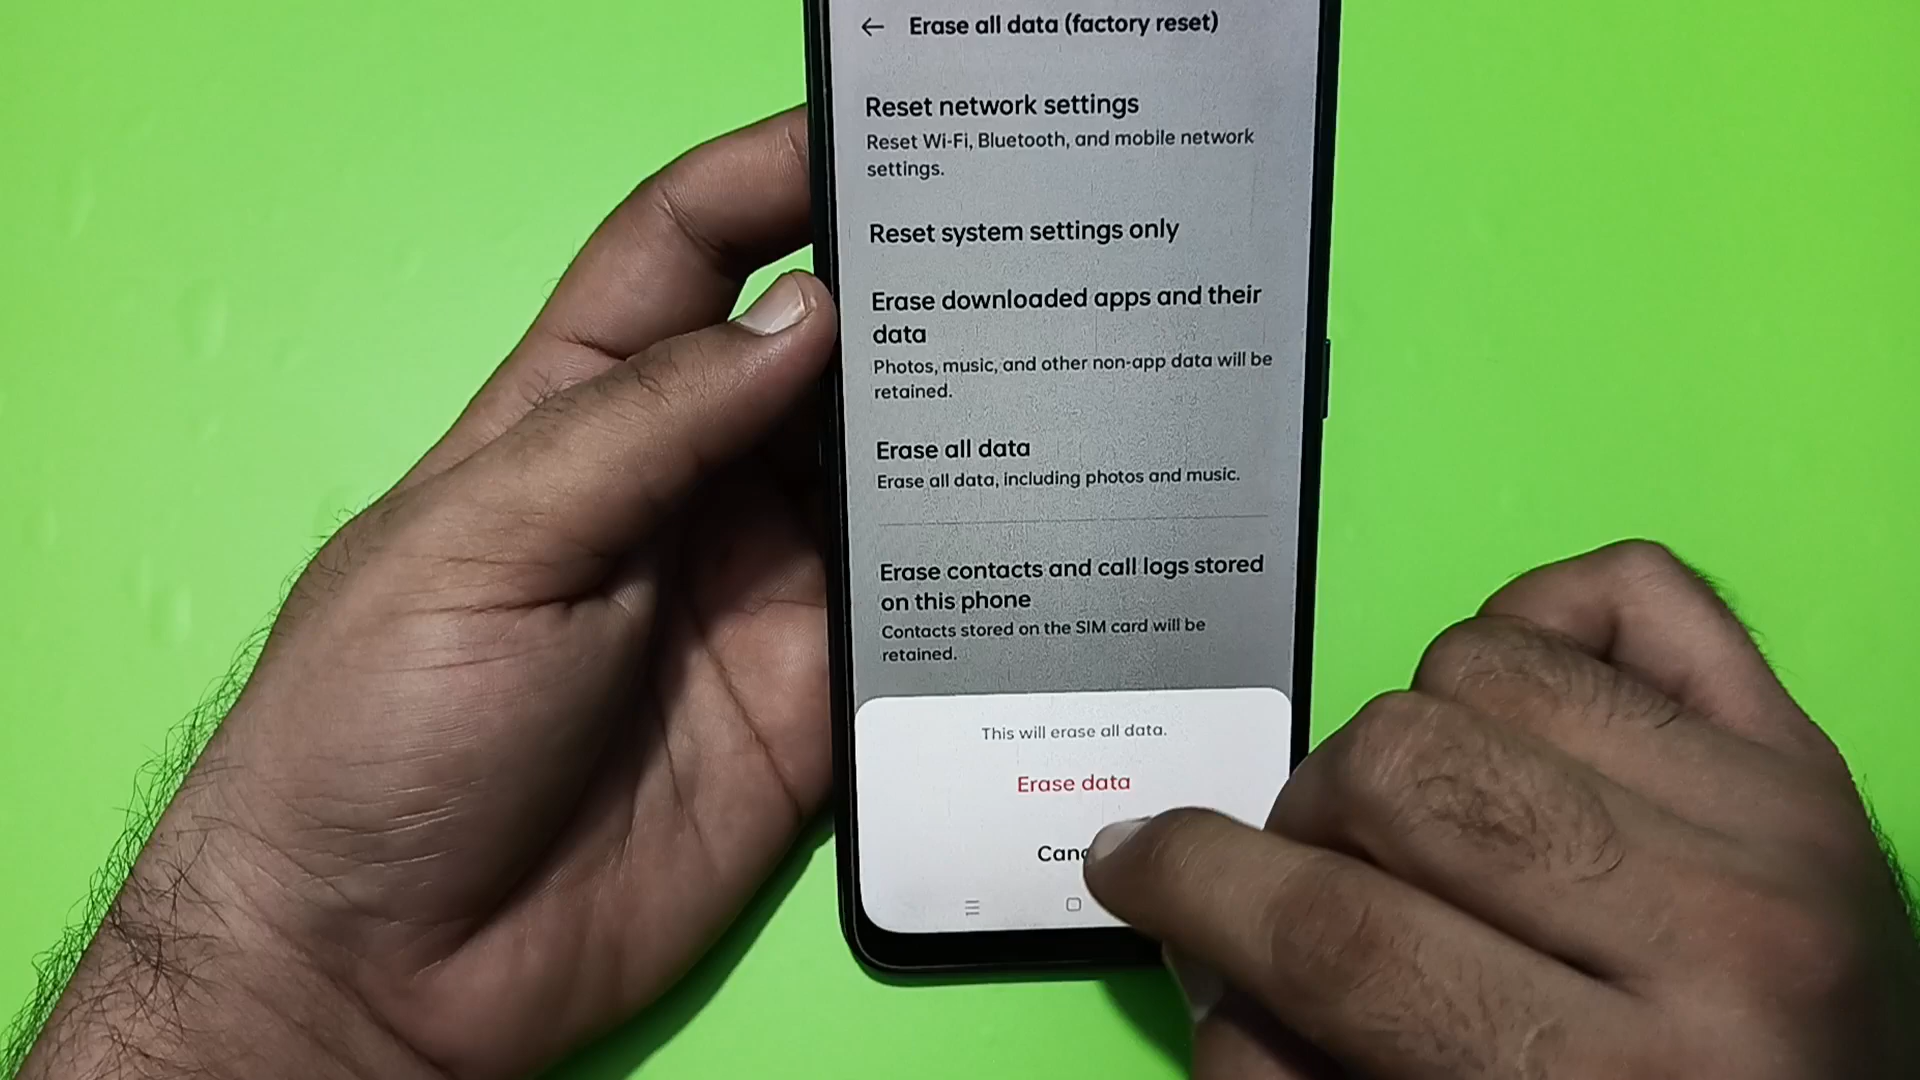 Erase all data (factory reset)
Reset network settings
Reset Wi-Fi, Bluetooth, and mobile network
settings.
Reset system settings only
Erase downloaded apps and their
data
Photos, music, and other non-app data will be
retained.
Erase all data
Erase all data, including photos and music.
Erase contacts and call logs stored
on this phone
Contacts stored on the SIM card will be
retained.
This will erase all data.
Erase data
Canc